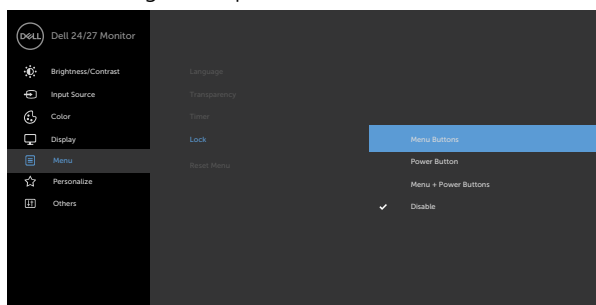 DELL Dell 24/27 Monitor
Brightness/Contrast
Input Source
Color
Display
Menu
Personalize
Others
Language
Transparency
Timer
Lock
Reset Menu
Menu Buttons
Power Button
Menu + Power Buttons
Disable